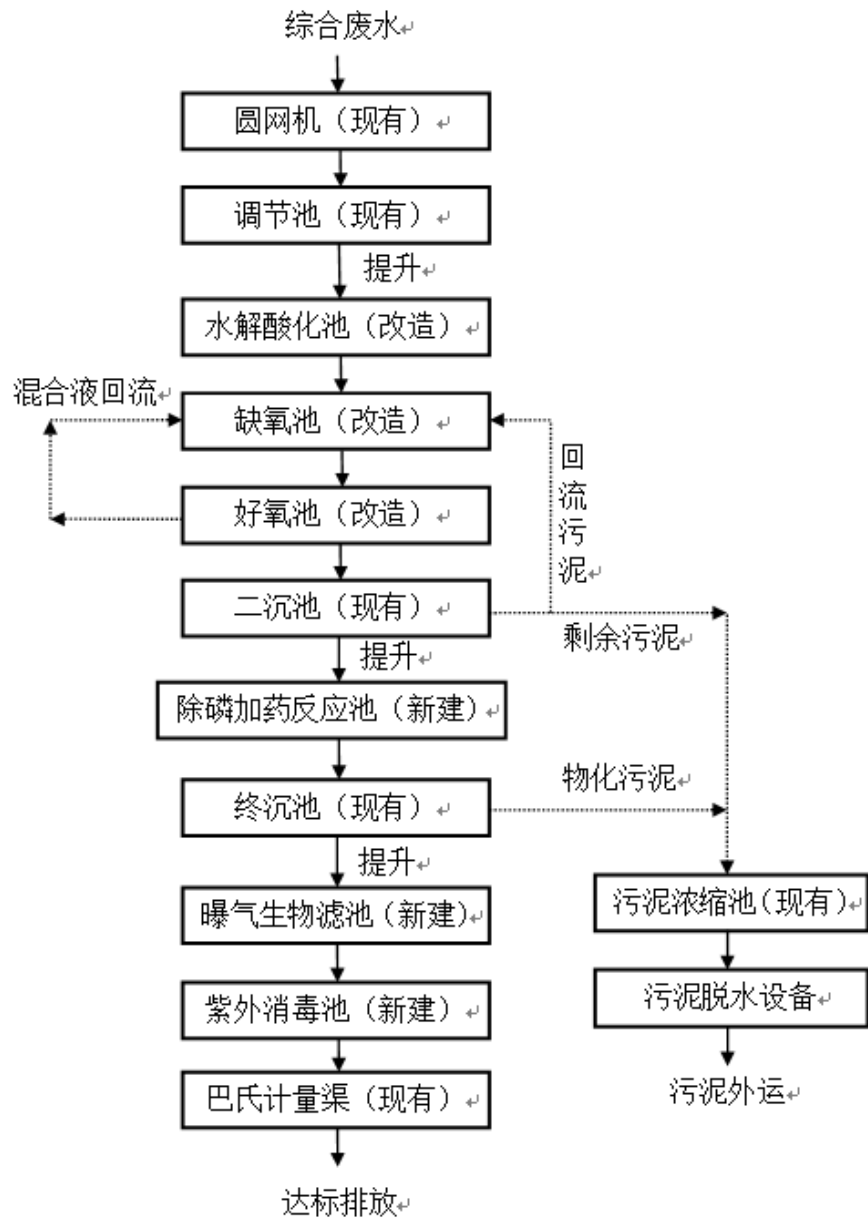 综合废水
圆网机（现有）
调节池（现有）
提升
水解酸化池（改造）
混合液回流
缺氧池（改造）
回流污泥
好氧池（改造）
二沉池（现有）
剩余污泥
提升
除磷加药反应池（新建）
物化污泥
终沉池（现有）
提升
曝气生物滤池（新建）
污泥浓缩池（现有）
紫外消毒池（新建）
污泥脱水设备
巴氏计量渠（现有）
污泥外运
达标排放